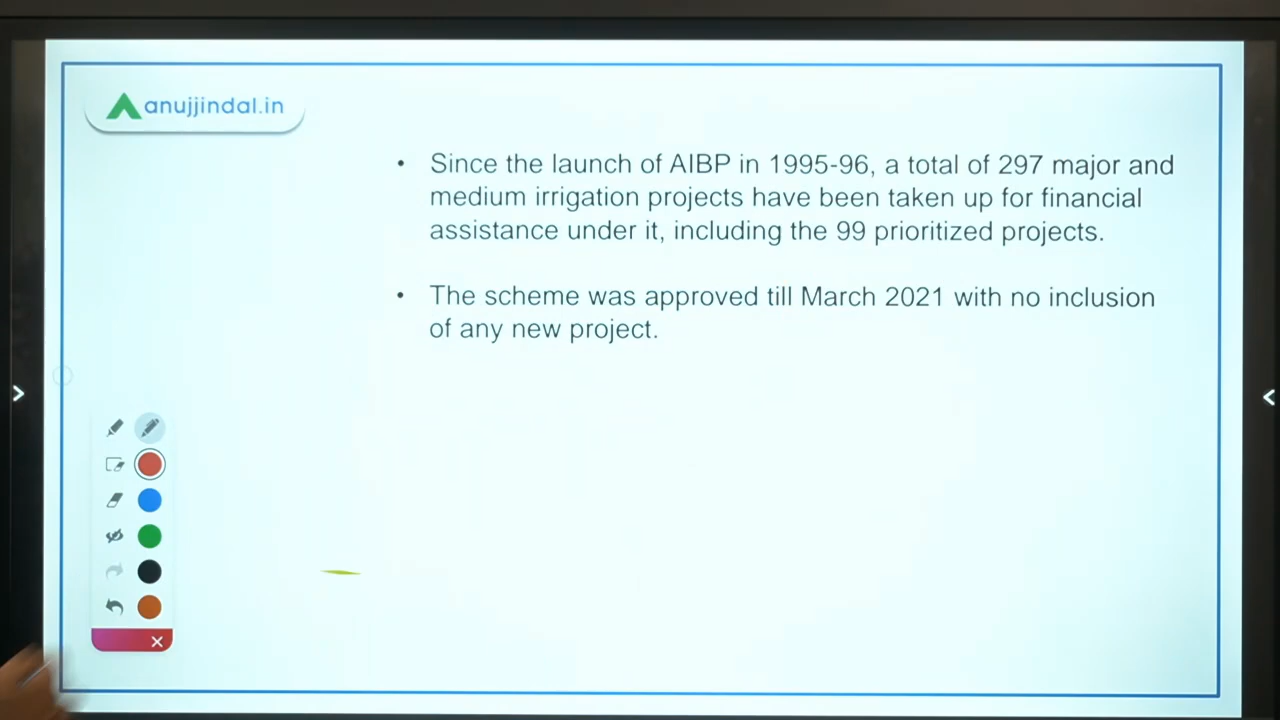 anujjindal.in
• Since the launch of AIBP in 1995-96, a total of 297 major and
medium irrigation projects have been taken up for financial
assistance under it, including the 99 prioritized projects.
• The scheme was approved till March 2021 with no inclusion
of any new project.